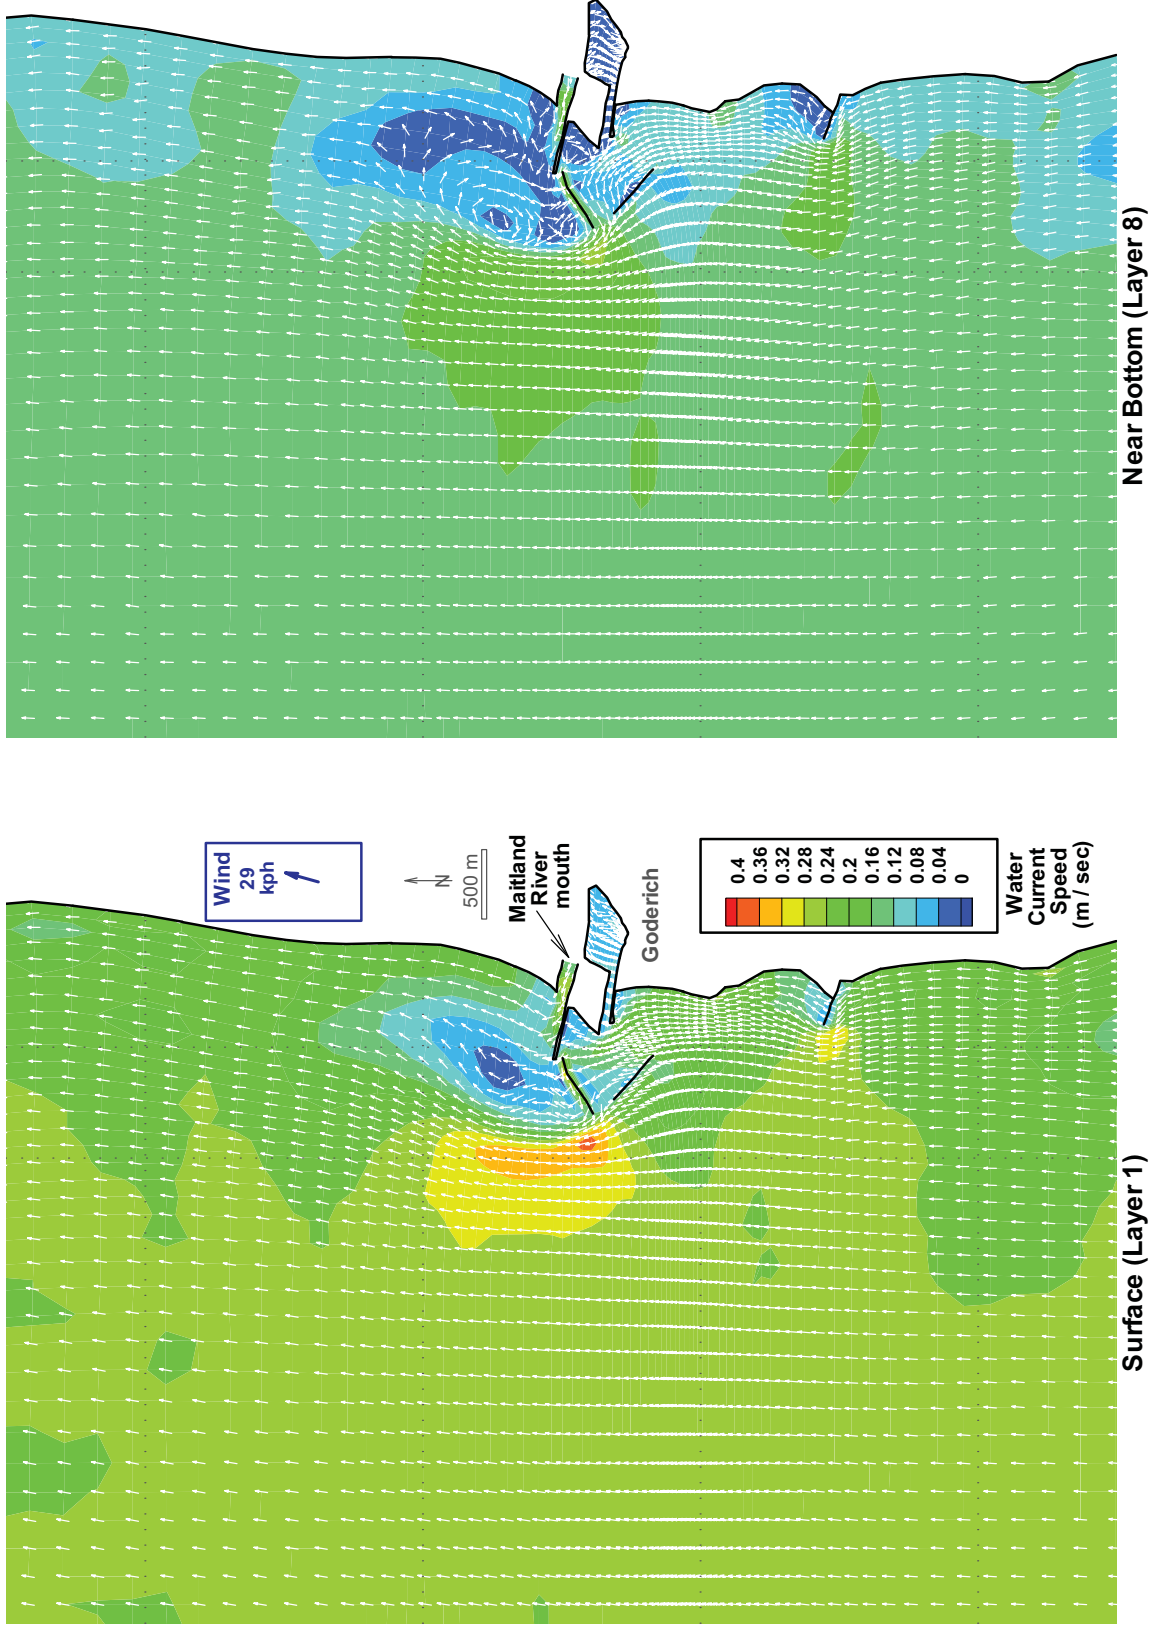 Surface (Layer 1)
Near Bottom (Layer 8)
Wind
29
kph
N
500 m
Maitland
River
mouth
Goderich
0.4
0.36
0.32
0.28
0.24
0.2
0.16
0.12
0.08
0.04
0
Water
Current
Speed
(m / sec)